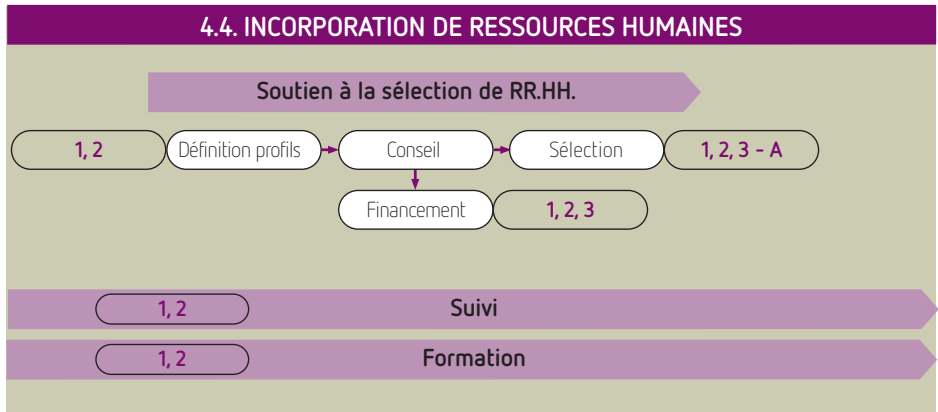 4.4. INCORPORATION DE RESSOURCES HUMAINES
Soutien à la sélection de RR.HH.
1, 2 Définition profils Conseil Sélection 1, 2, 3 - A
Financement 1, 2, 3
1, 2 Suivi
1, 2 Formation